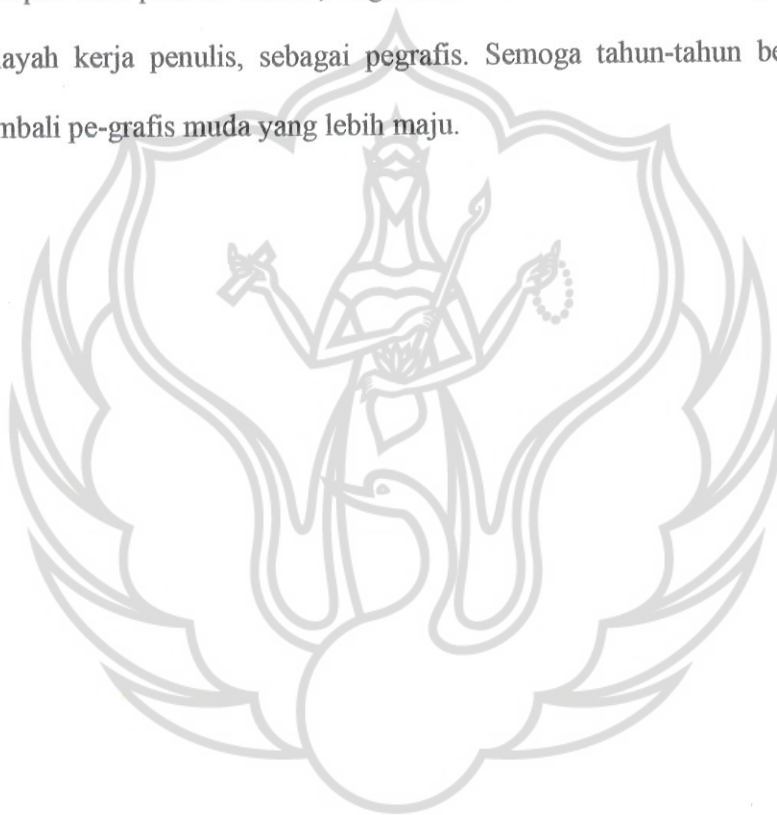 ayah kerja penulis, sebagai pegrafis. Semoga tahun-tahun be
mbali pe-grafis muda yang lebih maju.